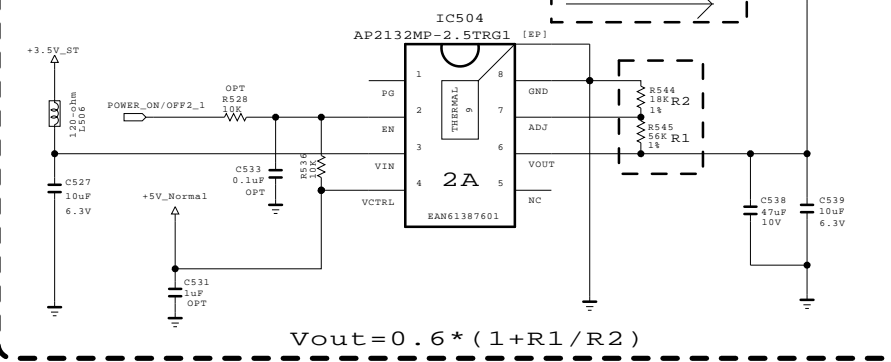 IC504
AP2132MP-2.5TRG1
[EP]
+3.5V_ST
120-ohm
L506
POWER_ON/OFF2_1
OPT
R528
10K
C527
10uF
6.3V
+5V_Normal
C533
0.1uF
OPT
R536
10K
C531
1uF
OPT
PG
EN
VIN
VCTRL
1
2
3
4
THERMAL
9
2A
EAN61387601
8
7
6
5
GND
ADJ
VOUT
NC
R544
18K
1%
R2
R545
56K
1%
R1
C538
47uF
10V
C539
10uF
6.3V
Vout=0.6*(1+R1/R2)